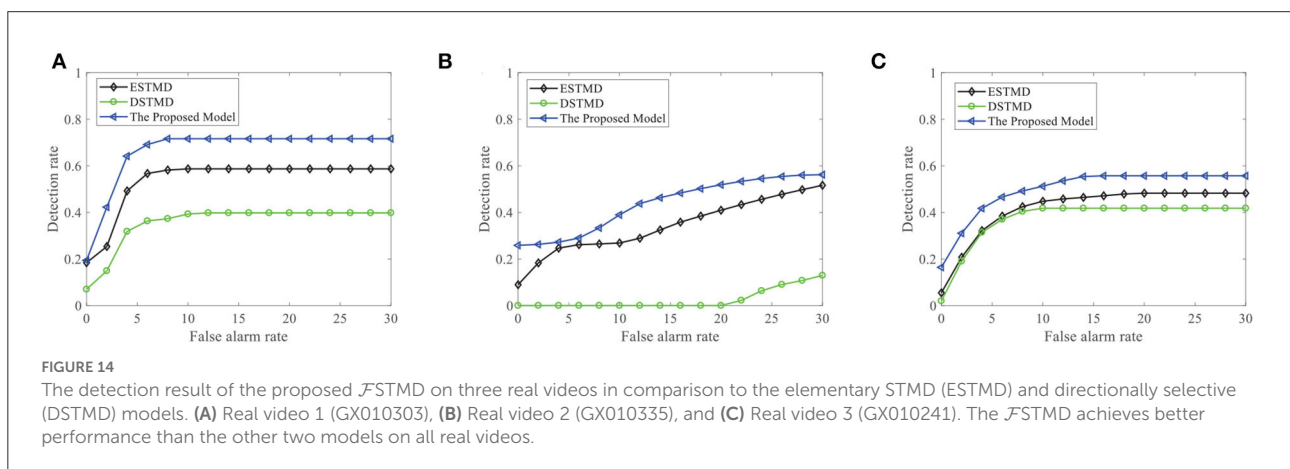 A
1
0.8
0.6
0.4
0.2
0
Detection rate
ESTMD
DSTMD
The Proposed Model
0 5 10 15 20 25 30
False alarm rate
B
1
0.8
0.6
0.4
0.2
0
Detection rate
ESTMD
DSTMD
The Proposed Model
0 5 10 15 20 25 30
False alarm rate
C
1
0.8
0.6
0.4
0.2
0
Detection rate
ESTMD
DSTMD
The Proposed Model
0 5 10 15 20 25 30
False alarm rate
FIGURE 14
The detection result of the proposed ℱSTMD on three real videos in comparison to the elementary STMD (ESTMD) and directionally selective
(DSTMD) models. (A) Real video 1 (GX010303), (B) Real video 2 (GX010335), and (C) Real video 3 (GX010241). The ℱSTMD achieves better
performance than the other two models on all real videos.